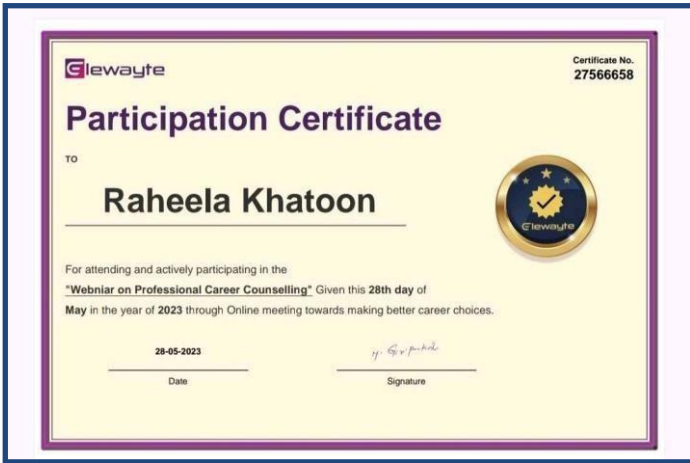 Glewayte
Certificate No.
27566658
Participation Certificate
TO
Raheela Khatoon
Glewayte
For attending and actively participating in the
"Webniar on Professional Career Counselling" Given this 28th day of
May in the year of 2023 through Online meeting towards making better career choices.
28-05-2023
Date
Signature